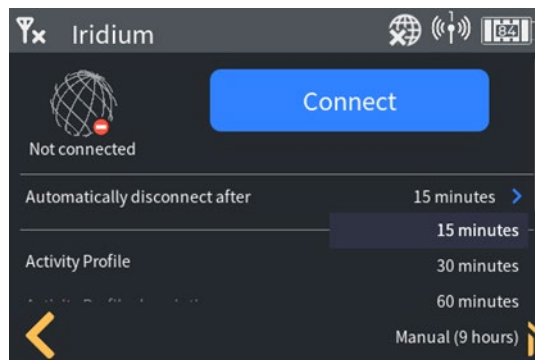 Iridium
1
84
Connect
Not connected
Automatically disconnect after 15 minutes
15 minutes
Activity Profile
30 minutes
60 minutes
Manual (9 hours)